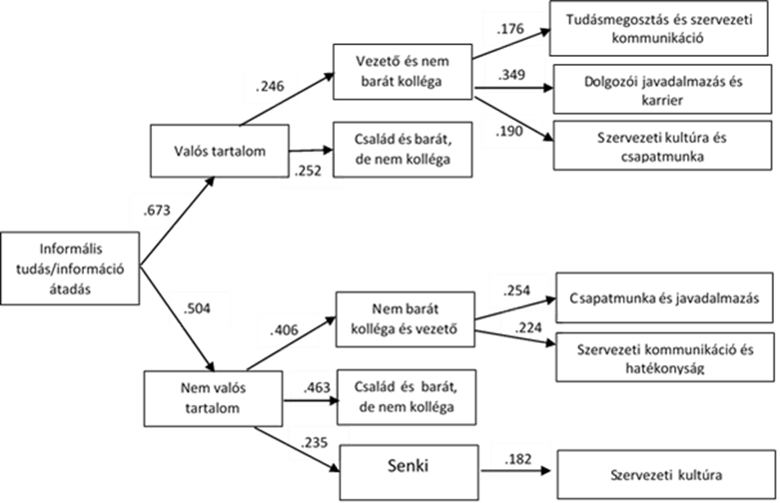 Tudásmegosztás és szervezeti
kommunikáció
.176
Vezető és nem
barát kolléga
.349
Dolgozói javadalmazás és
karrier
.246
.190
Szervezeti kultúra és
csapatmunka
Valós tartalom
Család és barát,
de nem kolléga
.252
.673
Informális
tudás/információ
átadás
.504
Nem barát
kolléga és vezető
.254
Csapatmunka és javadalmazás
.406
.224
Szervezeti kommunikáció és
hatékonyság
Nem valós
tartalom
.463
Család és barát,
de nem kolléga
.235
Senki
.182
Szervezeti kultúra